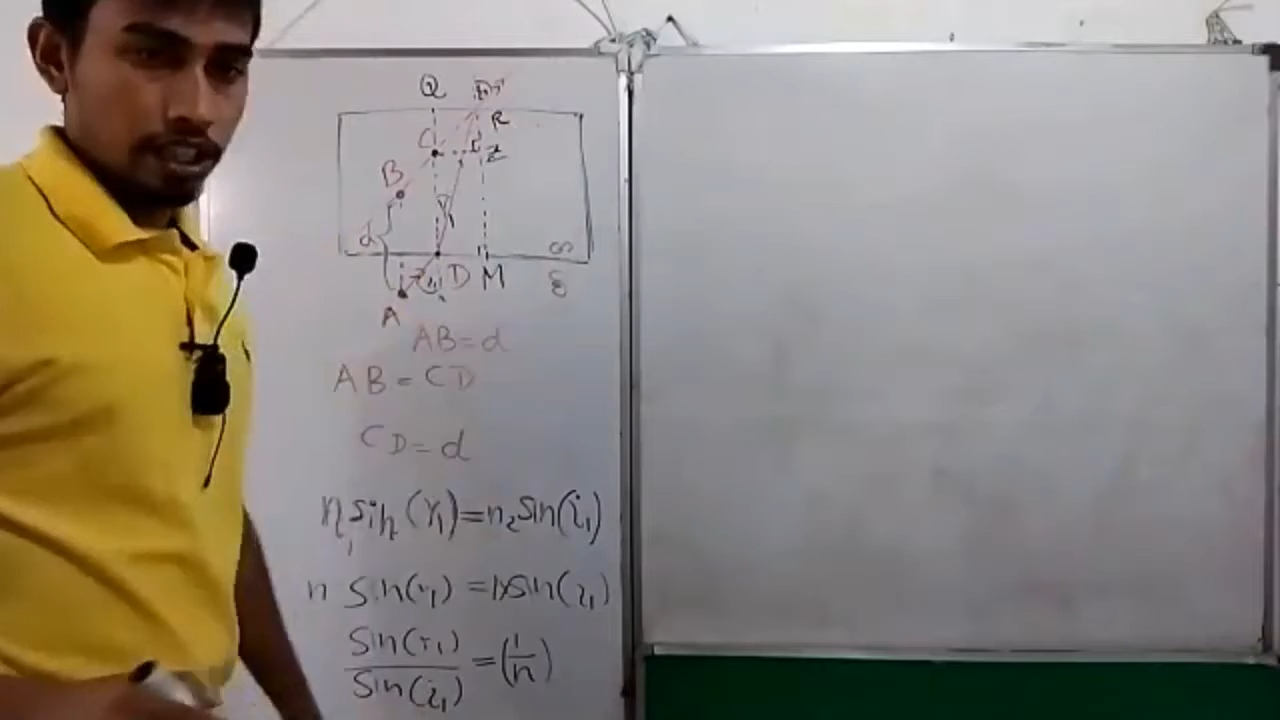 Q
R
C
Z
B
d
D M
A
AB = d
AB = CD
CD = d
n₁ sin(r₁) = n₂ sin(i₁)
n sin(r₁) = 1×sin(i₁)
sin(r₁)/sin(i₁) = (1/n)